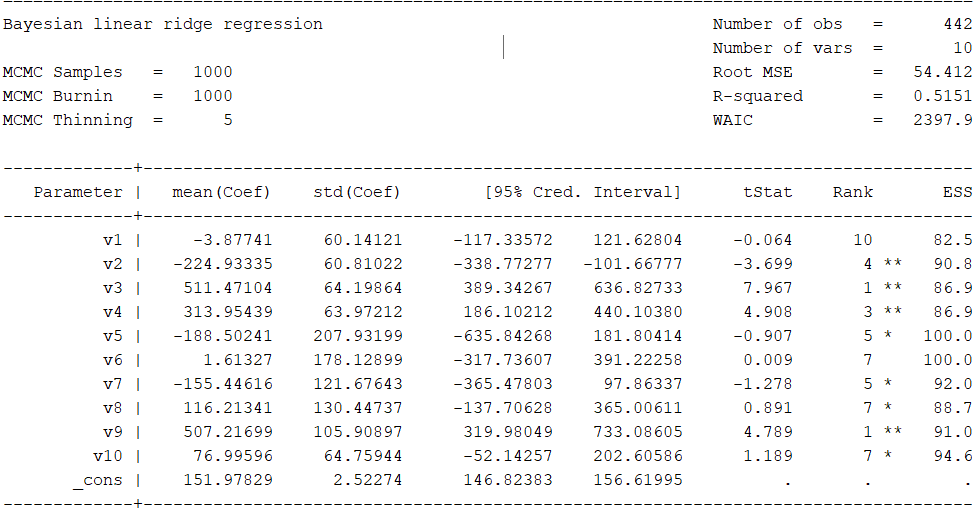 --------------------------------------------------------------------------------------------------
Bayesian linear ridge regression                                       Number of obs   =      442
                                                                       Number of vars  =       10
MCMC Samples   =   1000                                                Root MSE        =   54.412
MCMC Burnin    =   1000                                                R-squared       =   0.5151
MCMC Thinning  =      5                                                WAIC            =   2397.9

-------------+------------------------------------------------------------------------------------
   Parameter |   mean(Coef)    std(Coef)        [95% Cred. Interval]      tStat    Rank       ESS
-------------+------------------------------------------------------------------------------------
          v1 |     -3.87741     60.14121     -117.33572    121.62804     -0.064      10      82.5
          v2 |   -224.93335     60.81022     -338.77277   -101.66777     -3.699       4 **   90.8
          v3 |    511.47104     64.19864      389.34267    636.82733      7.967       1 **   86.9
          v4 |    313.95439     63.97212      186.10212    440.10380      4.908       3 **   86.9
          v5 |   -188.50241    207.93199     -635.84268    181.80414     -0.907       5 *   100.0
          v6 |      1.61327    178.12899     -317.73607    391.22258      0.009       7     100.0
          v7 |   -155.44616    121.67643     -365.47803     97.86337     -1.278       5 *    92.0
          v8 |    116.21341    130.44737     -137.70628    365.00611      0.891       7 *    88.7
          v9 |    507.21699    105.90897      319.98049    733.08605      4.789       1 **   91.0
         v10 |     76.99596     64.75944      -52.14257    202.60586      1.189       7 *    94.6
       _cons |    151.97829      2.52274      146.82383    156.61995          .       .         .
-------------+------------------------------------------------------------------------------------